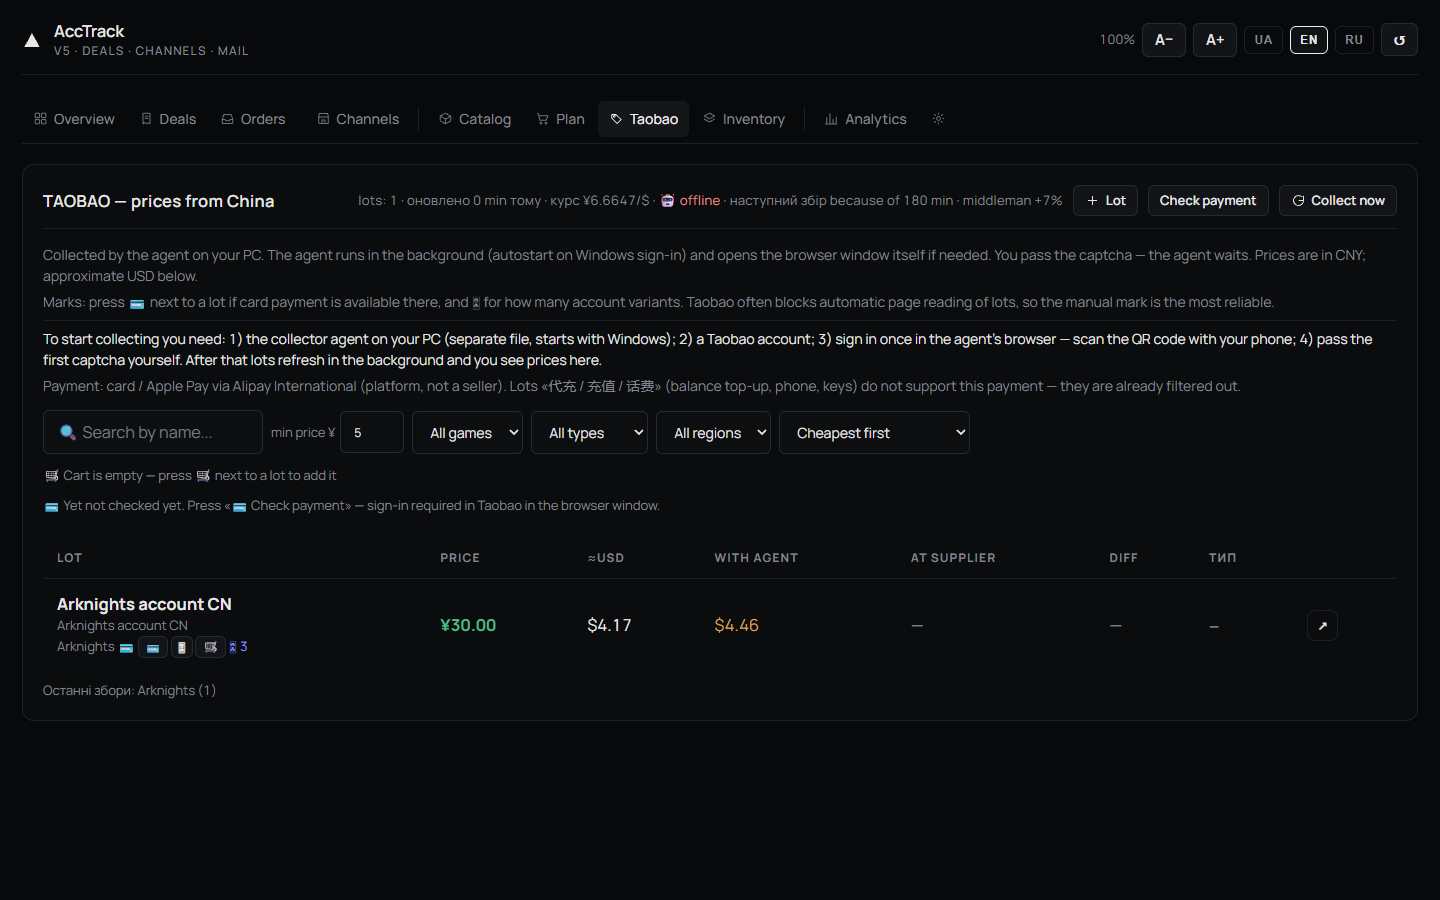 AccTrack
V5 · DEALS · CHANNELS · MAIL
100% A− A+ UA EN RU ↺
Overview Deals Orders Channels Catalog Plan Taobao Inventory Analytics
TAOBAO — prices from China
lots: 1 · оновлено 0 min тому · курс ¥6.6647/$ · offline · наступний збір because of 180 min · middleman +7%
+ Lot
Check payment
Collect now
Collected by the agent on your PC. The agent runs in the background (autostart on Windows sign-in) and opens the browser window itself if needed. You pass the captcha — the agent waits. Prices are in CNY;
approximate USD below.
Marks: press 💳 next to a lot if card payment is available there, and for how many account variants. Taobao often blocks automatic page reading of lots, so the manual mark is the most reliable.
To start collecting you need: 1) the collector agent on your PC (separate file, starts with Windows); 2) a Taobao account; 3) sign in once in the agent's browser — scan the QR code with your phone; 4) pass the
first captcha yourself. After that lots refresh in the background and you see prices here.
Payment: card / Apple Pay via Alipay International (platform, not a seller). Lots «代充 / 充值 / 话费» (balance top-up, phone, keys) do not support this payment — they are already filtered out.
🔍 Search by name... min price ¥ 5 All games All types All regions Cheapest first
🛒 Cart is empty — press 🛒 next to a lot to add it
💳 Yet not checked yet. Press «💳 Check payment» — sign-in required in Taobao in the browser window.
LOT PRICE ≈USD WITH AGENT AT SUPPLIER DIFF ТИП
Arknights account CN
Arknights account CN
Arknights 3
¥30.00 $4.17 $4.46 — — – ↗
Останні збори: Arknights (1)